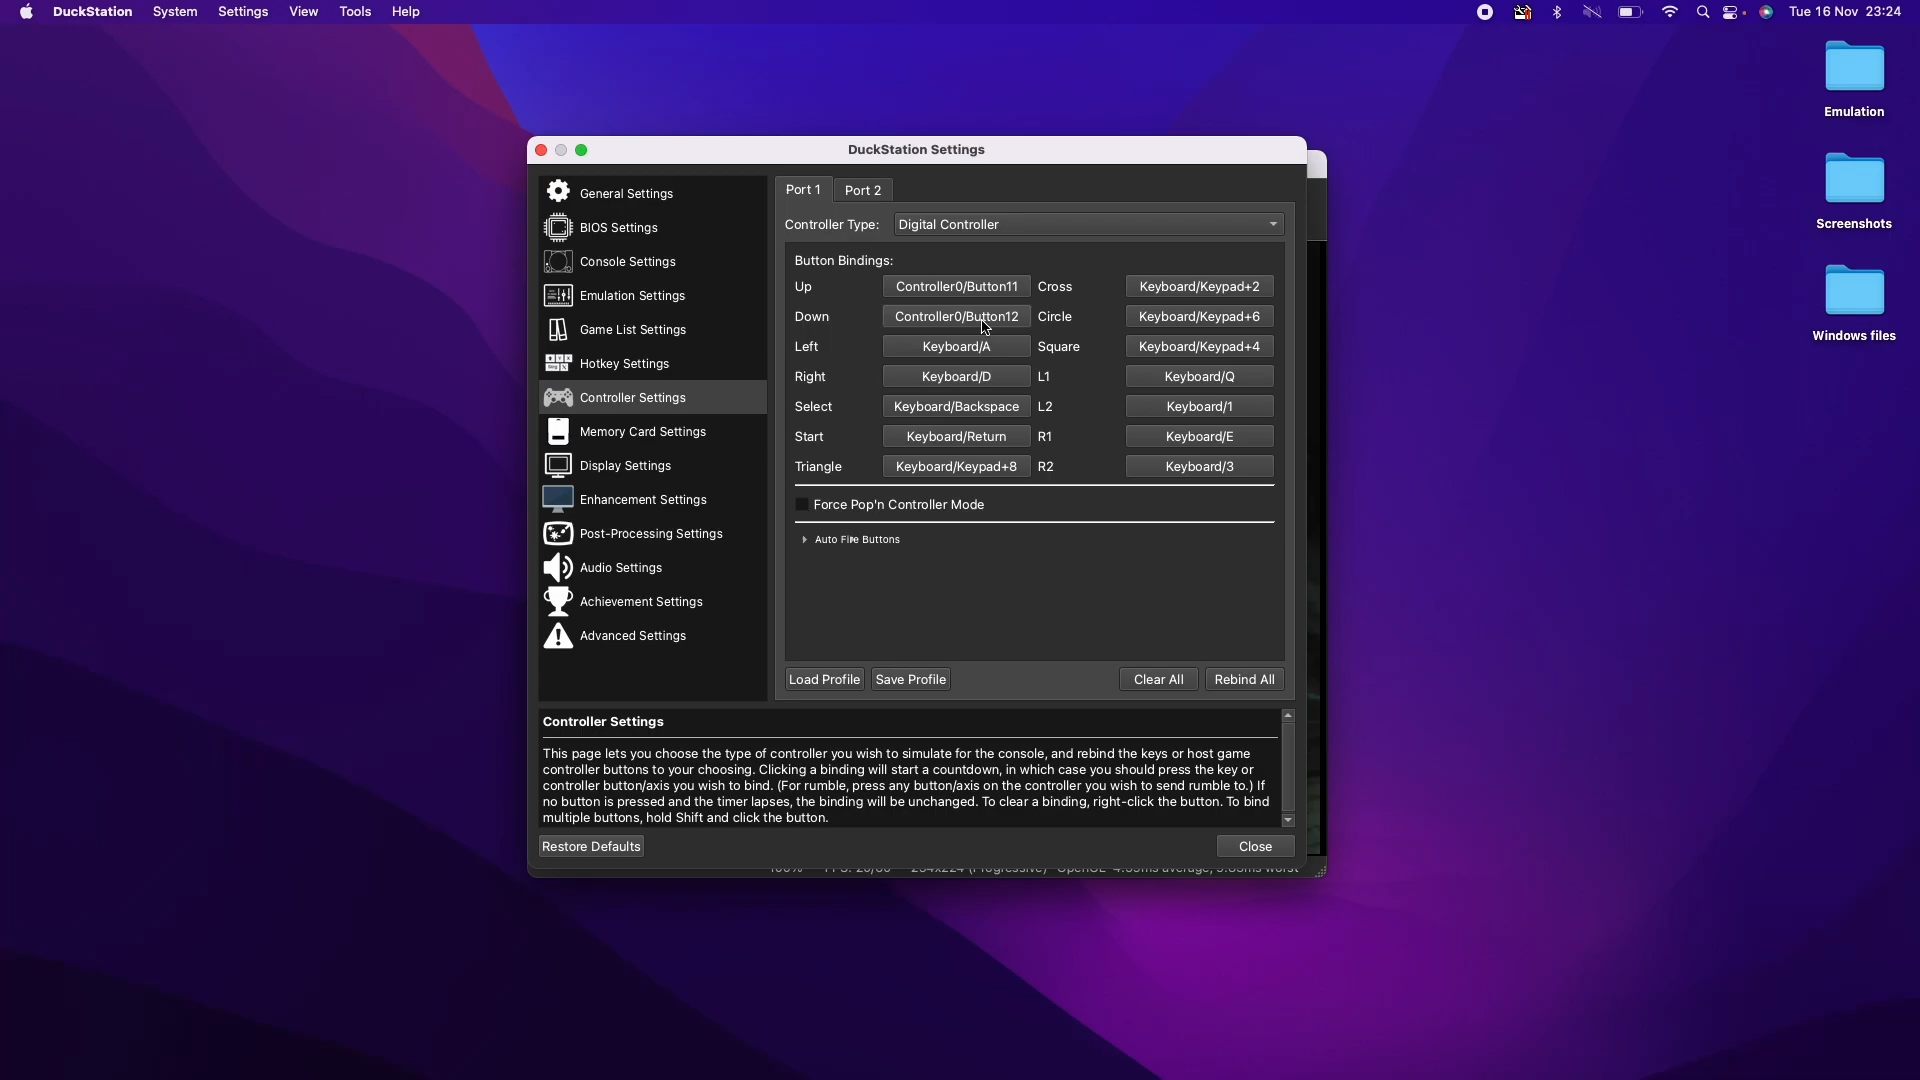 DuckStation System Settings View Tools Help Tue 16 Nov 23:24
Emulation
Screenshots
Windows files
DuckStation Settings
General Settings
BIOS Settings
Console Settings
Emulation Settings
Game List Settings
Hotkey Settings
Controller Settings
Memory Card Settings
Display Settings
Enhancement Settings
Post-Processing Settings
Audio Settings
Achievement Settings
Advanced Settings
Port 1 Port 2
Controller Type: Digital Controller
Button Bindings:
Up Controller0/Button11 Cross Keyboard/Keypad+2
Down Controller0/Button12 Circle Keyboard/Keypad+6
Left Keyboard/A Square Keyboard/Keypad+4
Right Keyboard/D L1 Keyboard/Q
Select Keyboard/Backspace L2 Keyboard/1
Start Keyboard/Return R1 Keyboard/E
Triangle Keyboard/Keypad+8 R2 Keyboard/3
Force Pop'n Controller Mode
Auto Fire Buttons
Load Profile Save Profile Clear All Rebind All
Controller Settings
This page lets you choose the type of controller you wish to simulate for the console, and rebind the keys or host game
controller buttons to your choosing. Clicking a binding will start a countdown, in which case you should press the key or
controller button/axis you wish to bind. (For rumble, press any button/axis on the controller you wish to send rumble to.) If
no button is pressed and the timer lapses, the binding will be unchanged. To clear a binding, right-click the button. To bind
multiple buttons, hold Shift and click the button.
Restore Defaults Close